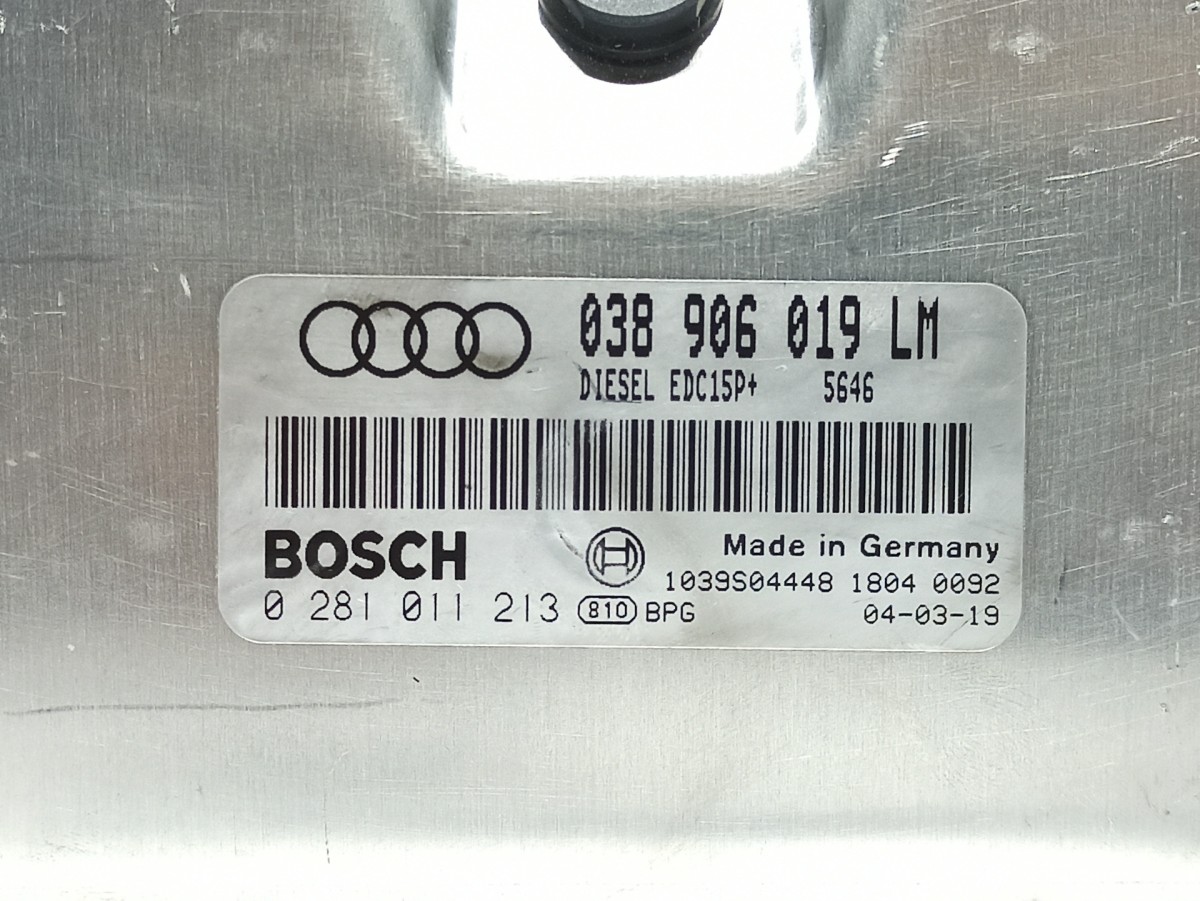 038 906 019 LM
DIESEL EDC15P+ 5646
BOSCH
Made in Germany
1039S04448 1804 0092
0 281 011 213 810 BPG
04-03-19